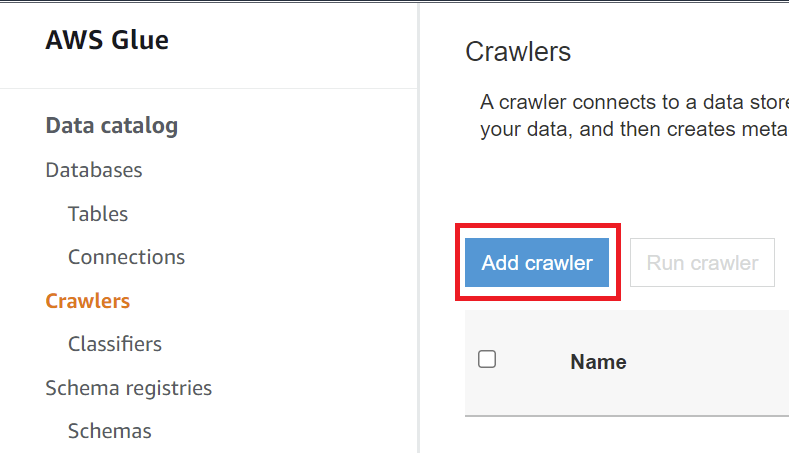 AWS Glue
Data catalog
Databases
Tables
Connections
Crawlers
Classifiers
Schema registries
Schemas
Crawlers
A crawler connects to a data store
your data, and then creates meta
Add crawler
Run crawler
Name